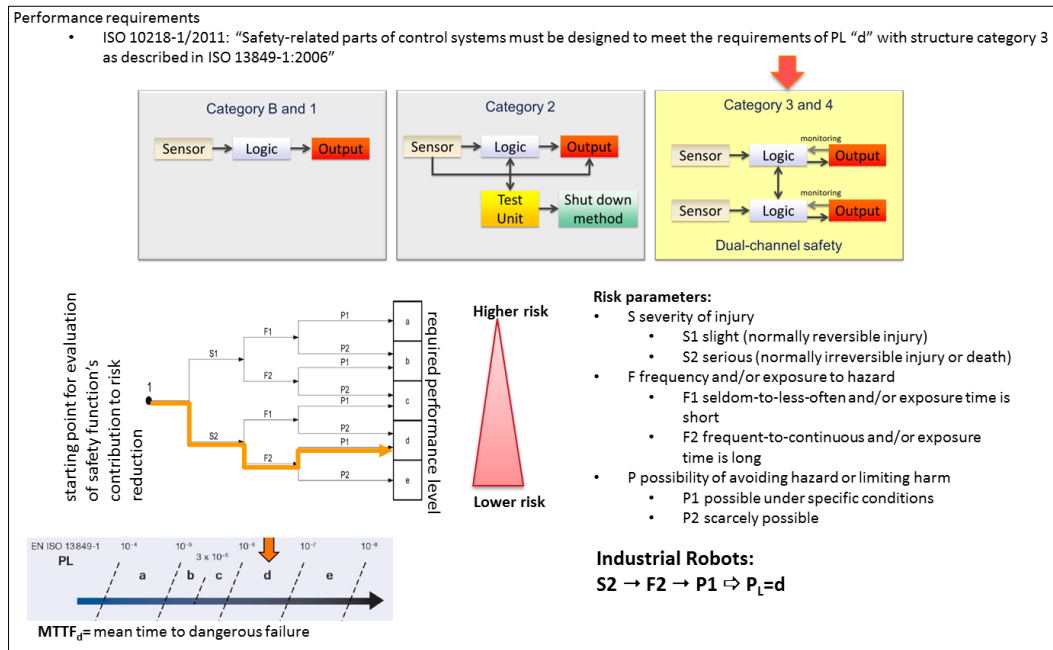 Performance requirements
• ISO 10218-1/2011: “Safety-related parts of control systems must be designed to meet the requirements of PL “d” with structure category 3
as described in ISO 13849-1:2006”
Category B and 1
Sensor
Logic
Output
Category 2
Sensor
Logic
Output
Test
Unit
Shut down
method
Category 3 and 4
monitoring
Sensor
Logic
Output
monitoring
Sensor
Logic
Output
Dual-channel safety
starting point for evaluation
of safety function’s
contribution to risk
reduction
1
S1
S2
F1
F2
F1
F2
P1
P2
P1
P2
P1
P2
P1
P2
a
b
c
d
e
required performance level
Higher risk
Lower risk
Risk parameters:
• S severity of injury
• S1 slight (normally reversible injury)
• S2 serious (normally irreversible injury or death)
• F frequency and/or exposure to hazard
• F1 seldom-to-less-often and/or exposure time is
short
• F2 frequent-to-continuous and/or exposure
time is long
• P possibility of avoiding hazard or limiting harm
• P1 possible under specific conditions
• P2 scarcely possible
Industrial Robots:
S2 → F2 → P1 ⇨ PL=d
EN ISO 13849-1
PL
10⁻⁴
10⁻⁵
3 x 10⁻⁵
10⁻⁶
10⁻⁷
10⁻⁸
a
b
c
d
e
MTTFd= mean time to dangerous failure